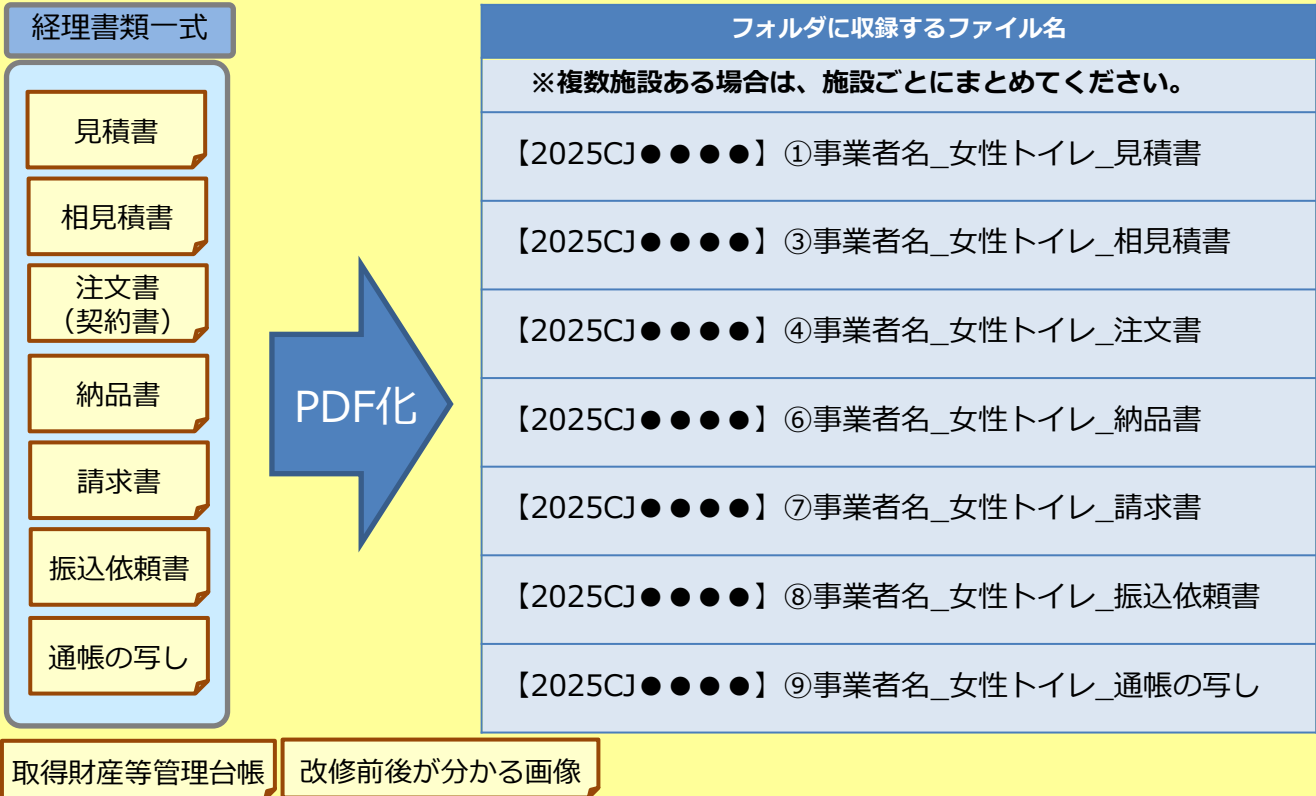 経理書類一式
見積書
相見積書
注文書
（契約書）
納品書
請求書
振込依頼書
通帳の写し
PDF化
フォルダに収録するファイル名
※複数施設ある場合は、施設ごとにまとめてください。
【2025CJ●●●●】①事業者名_女性トイレ_見積書
【2025CJ●●●●】③事業者名_女性トイレ_相見積書
【2025CJ●●●●】④事業者名_女性トイレ_注文書
【2025CJ●●●●】⑥事業者名_女性トイレ_納品書
【2025CJ●●●●】⑦事業者名_女性トイレ_請求書
【2025CJ●●●●】⑧事業者名_女性トイレ_振込依頼書
【2025CJ●●●●】⑨事業者名_女性トイレ_通帳の写し
取得財産等管理台帳
改修前後が分かる画像